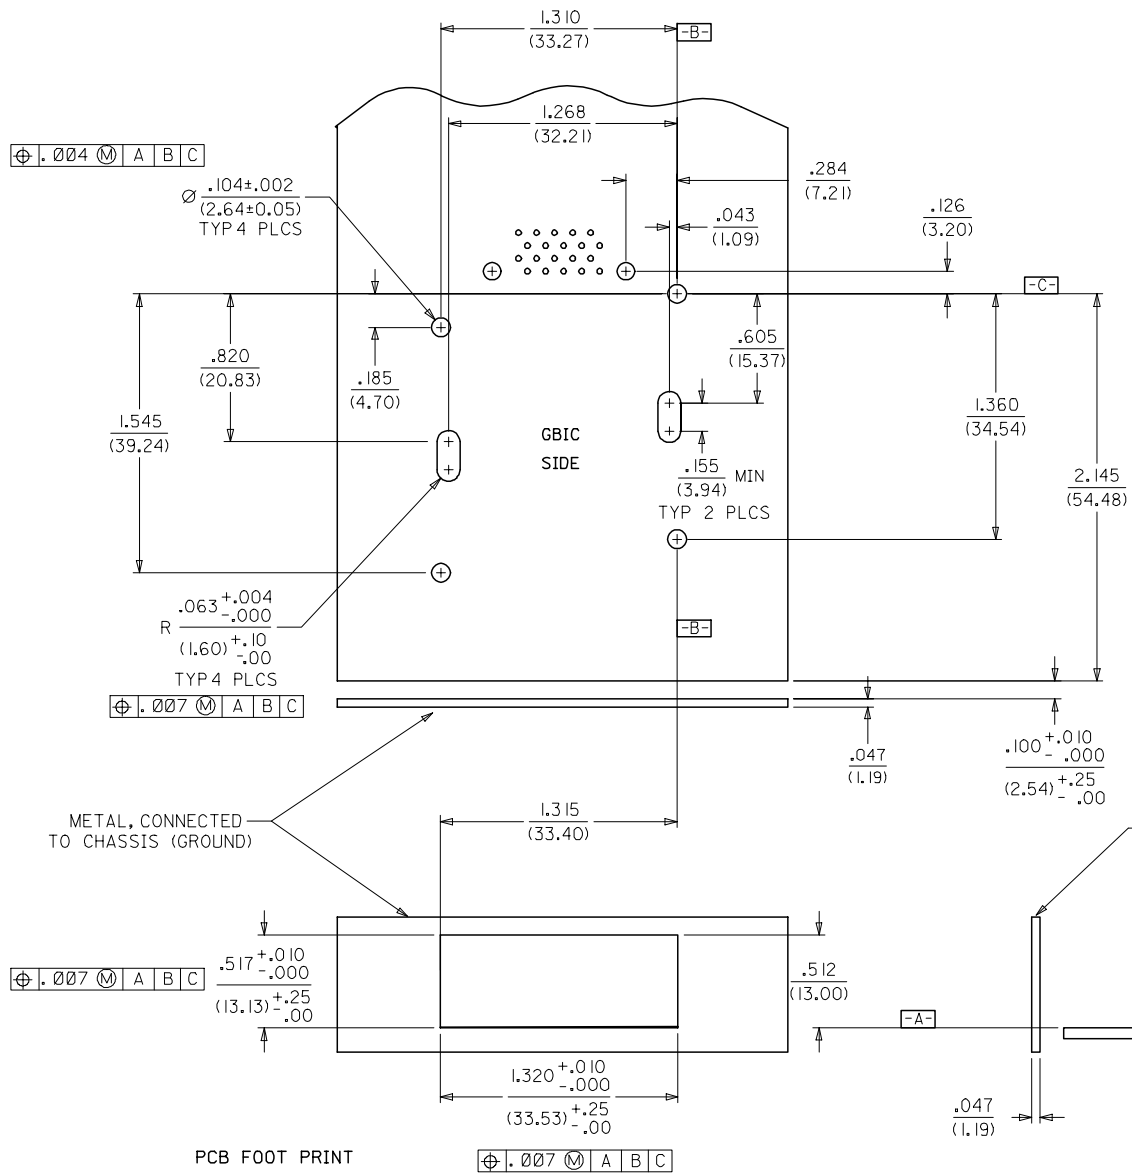 1.310
(33.27)
-B-
1.268
(32.21)
⌖ .004 Ⓜ A B C
.284
(7.21)
Ø .104±.002
(2.64±0.05)
TYP 4 PLCS
.043
(1.09)
.126
(3.20)
-C-
.820
(20.83)
.185
(4.70)
.605
(15.37)
1.545
(39.24)
1.360
(34.54)
GBIC
SIDE
.155 MIN
(3.94)
TYP 2 PLCS
2.145
(54.48)
R .063 +.004 -.000
(1.60) +.10 -.00
TYP 4 PLCS
-B-
⌖ .007 Ⓜ A B C
.047
(1.19)
.100 +.010 -.000
(2.54) +.25 -.00
METAL, CONNECTED
TO CHASSIS (GROUND)
1.315
(33.40)
⌖ .007 Ⓜ A B C
.517 +.010 -.000
(13.13) +.25 -.00
.512
(13.00)
-A-
1.320 +.010 -.000
(33.53) +.25 -.00
.047
(1.19)
PCB FOOT PRINT
⌖ .007 Ⓜ A B C